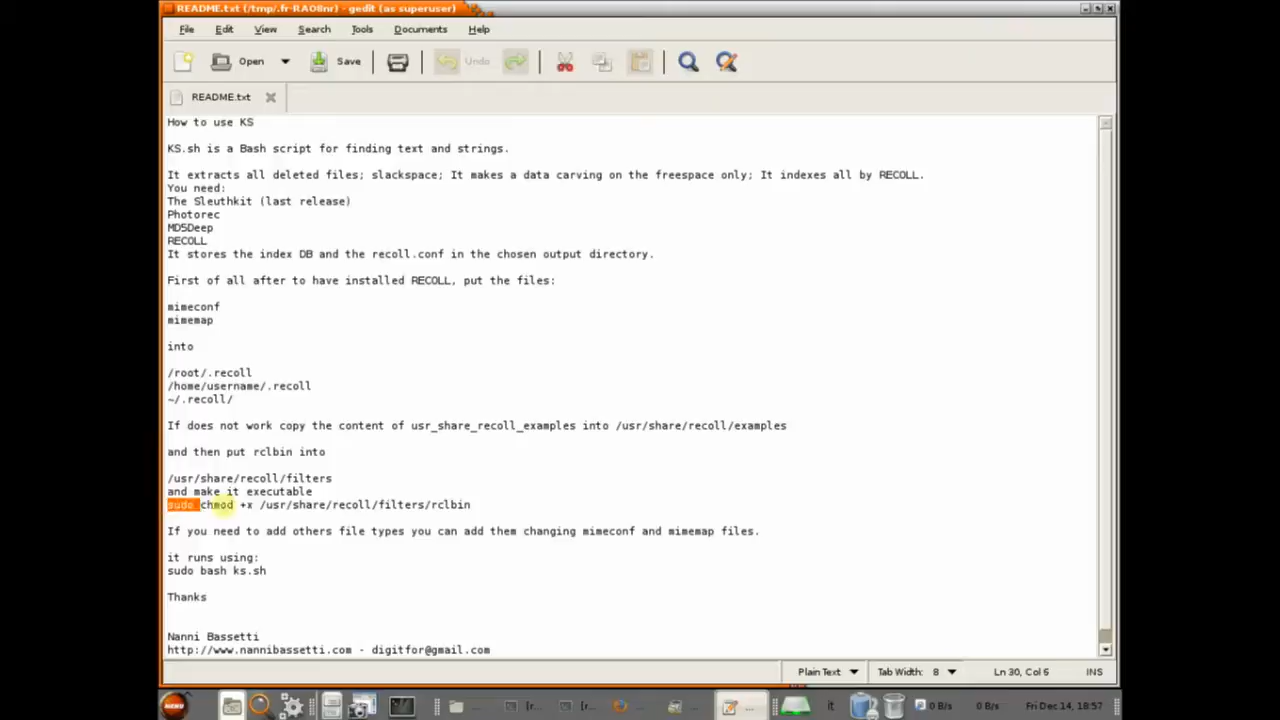 README.txt (/tmp/.fr-RAO8nr) - gedit (as superuser)
File Edit View Search Tools Documents Help
Open Save Undo
README.txt
How to use KS
KS.sh is a Bash script for finding text and strings.
It extracts all deleted files; slackspace; It makes a data carving on the freespace only; It indexes all by RECOLL.
You need:
The Sleuthkit (last release)
Photorec
MD5Deep
RECOLL
It stores the index DB and the recoll.conf in the chosen output directory.
First of all after to have installed RECOLL, put the files:
mimeconf
mimemap
into
/root/.recoll
/home/username/.recoll
~/.recoll/
If does not work copy the content of usr_share_recoll_examples into /usr/share/recoll/examples
and then put rclbin into
/usr/share/recoll/filters
and make it executable
sudo chmod +x /usr/share/recoll/filters/rclbin
If you need to add others file types you can add them changing mimeconf and mimemap files.
it runs using:
sudo bash ks.sh
Thanks
Nanni Bassetti
http://www.nannibassetti.com - digitfor@gmail.com
Plain Text Tab Width: 8 Ln 30, Col 6 INS
MENU [r... [r... ... it 0 B/s 0 B/s Fri Dec 14, 18:57